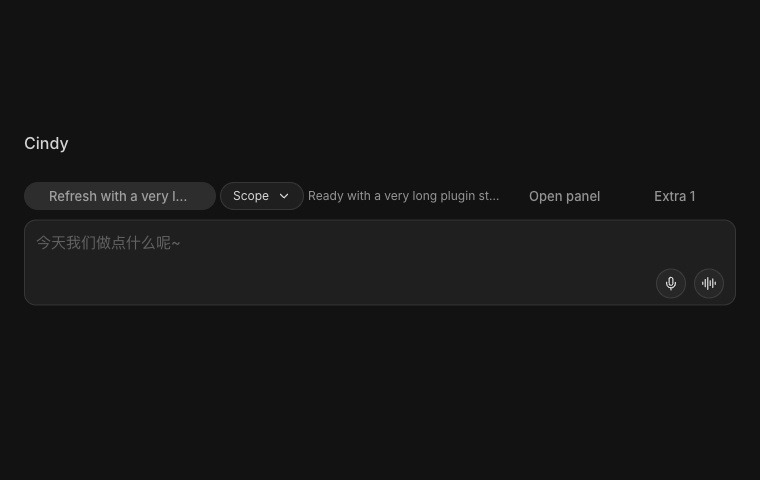 Cindy
Refresh with a very l... Scope Ready with a very long plugin st... Open panel Extra 1
今天我们做点什么呢~